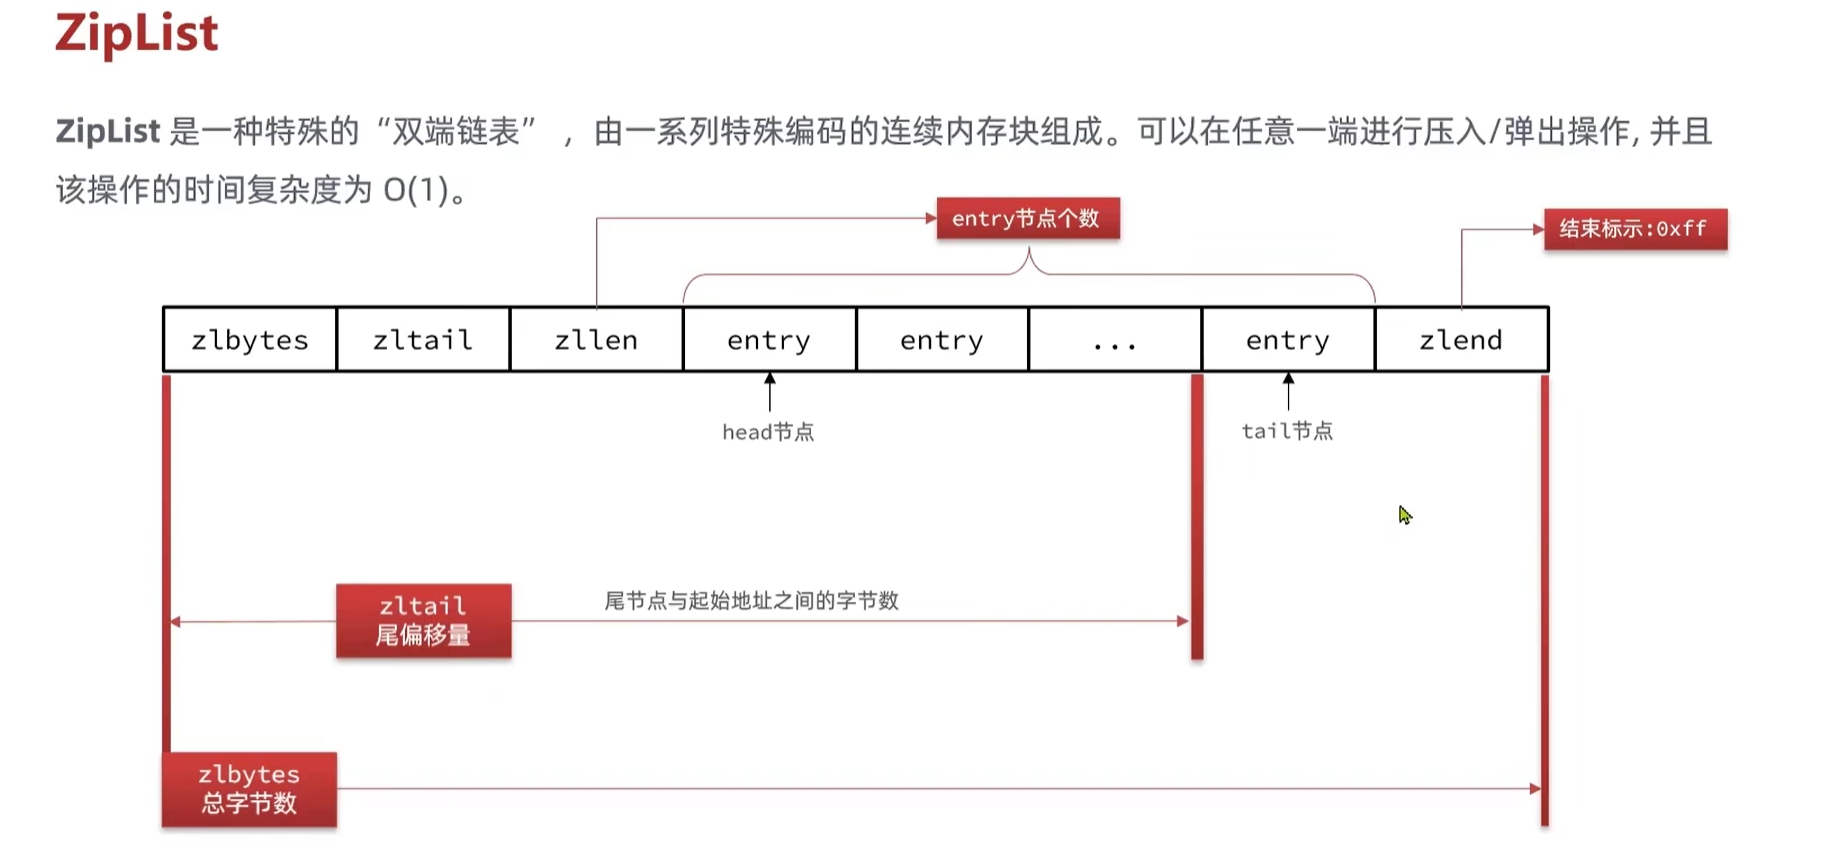 ZipList
ZipList 是一种特殊的“双端链表” ，由一系列特殊编码的连续内存块组成。可以在任意一端进行压入/弹出操作, 并且
该操作的时间复杂度为 O(1)。
entry节点个数
结束标示:0xff
zlbytes zltail zllen entry entry ... entry zlend
head节点 tail节点
zltail
尾偏移量
尾节点与起始地址之间的字节数
zlbytes
总字节数